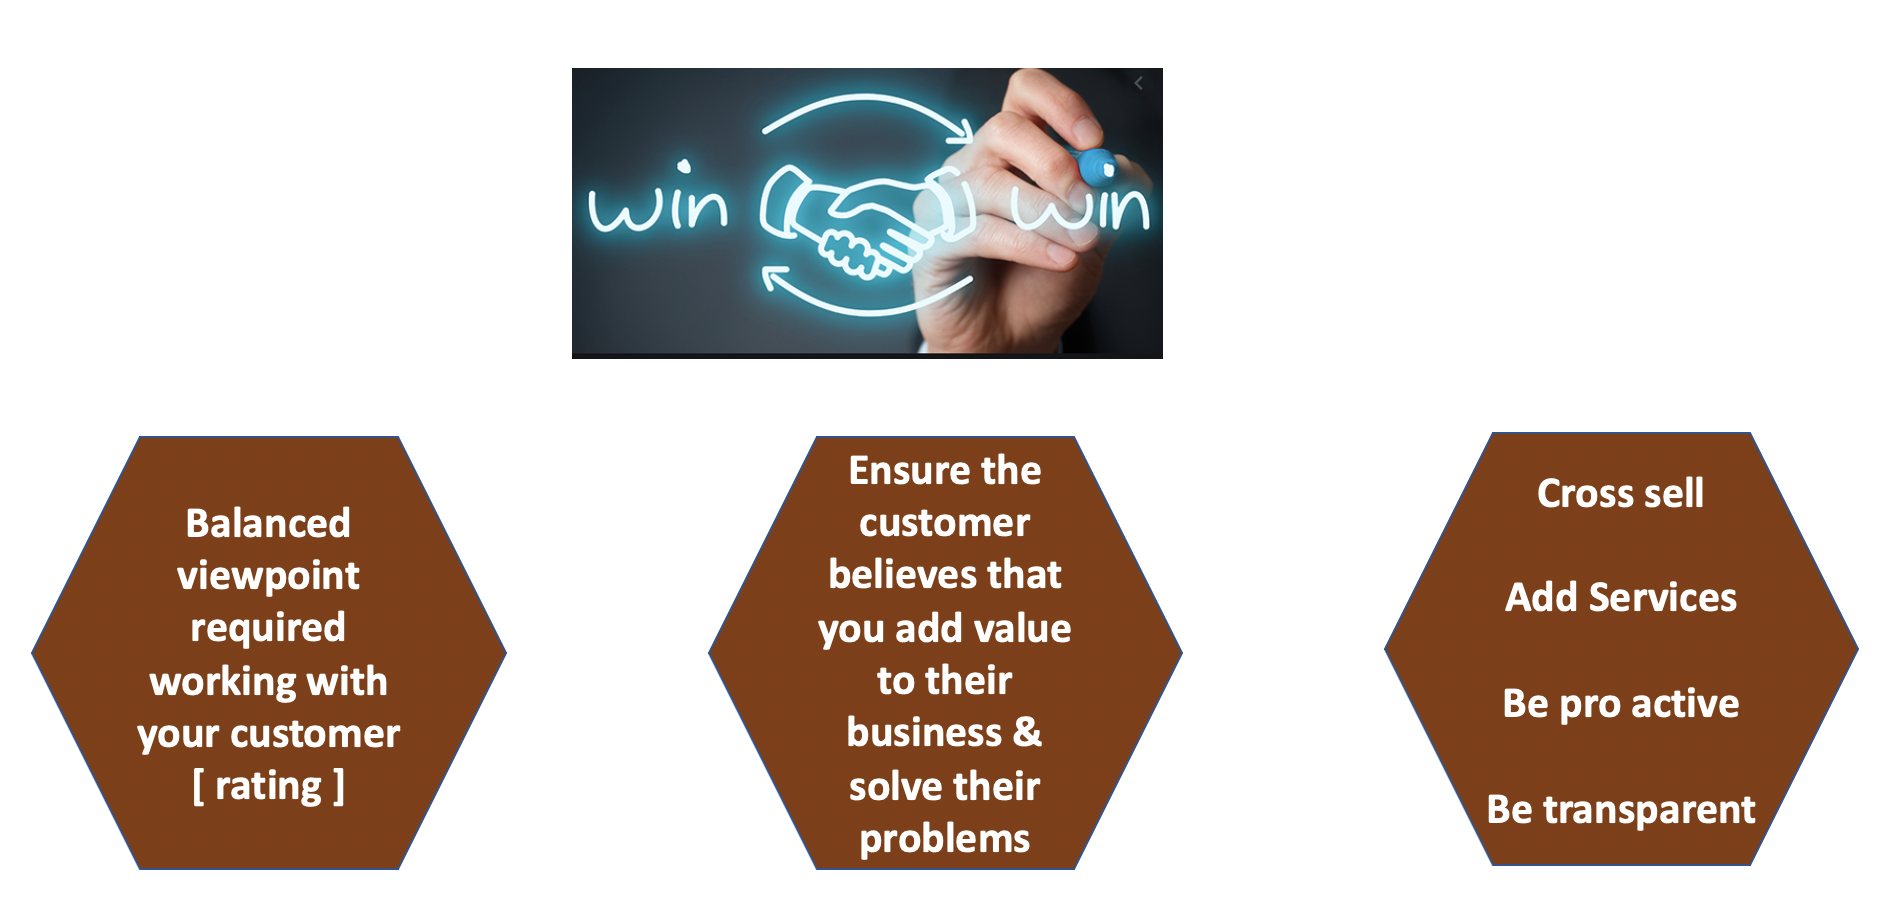 win win
Balanced
viewpoint
required
working with
your customer
[ rating ]
Ensure the
customer
believes that
you add value
to their
business &
solve their
problems
Cross sell
Add Services
Be pro active
Be transparent